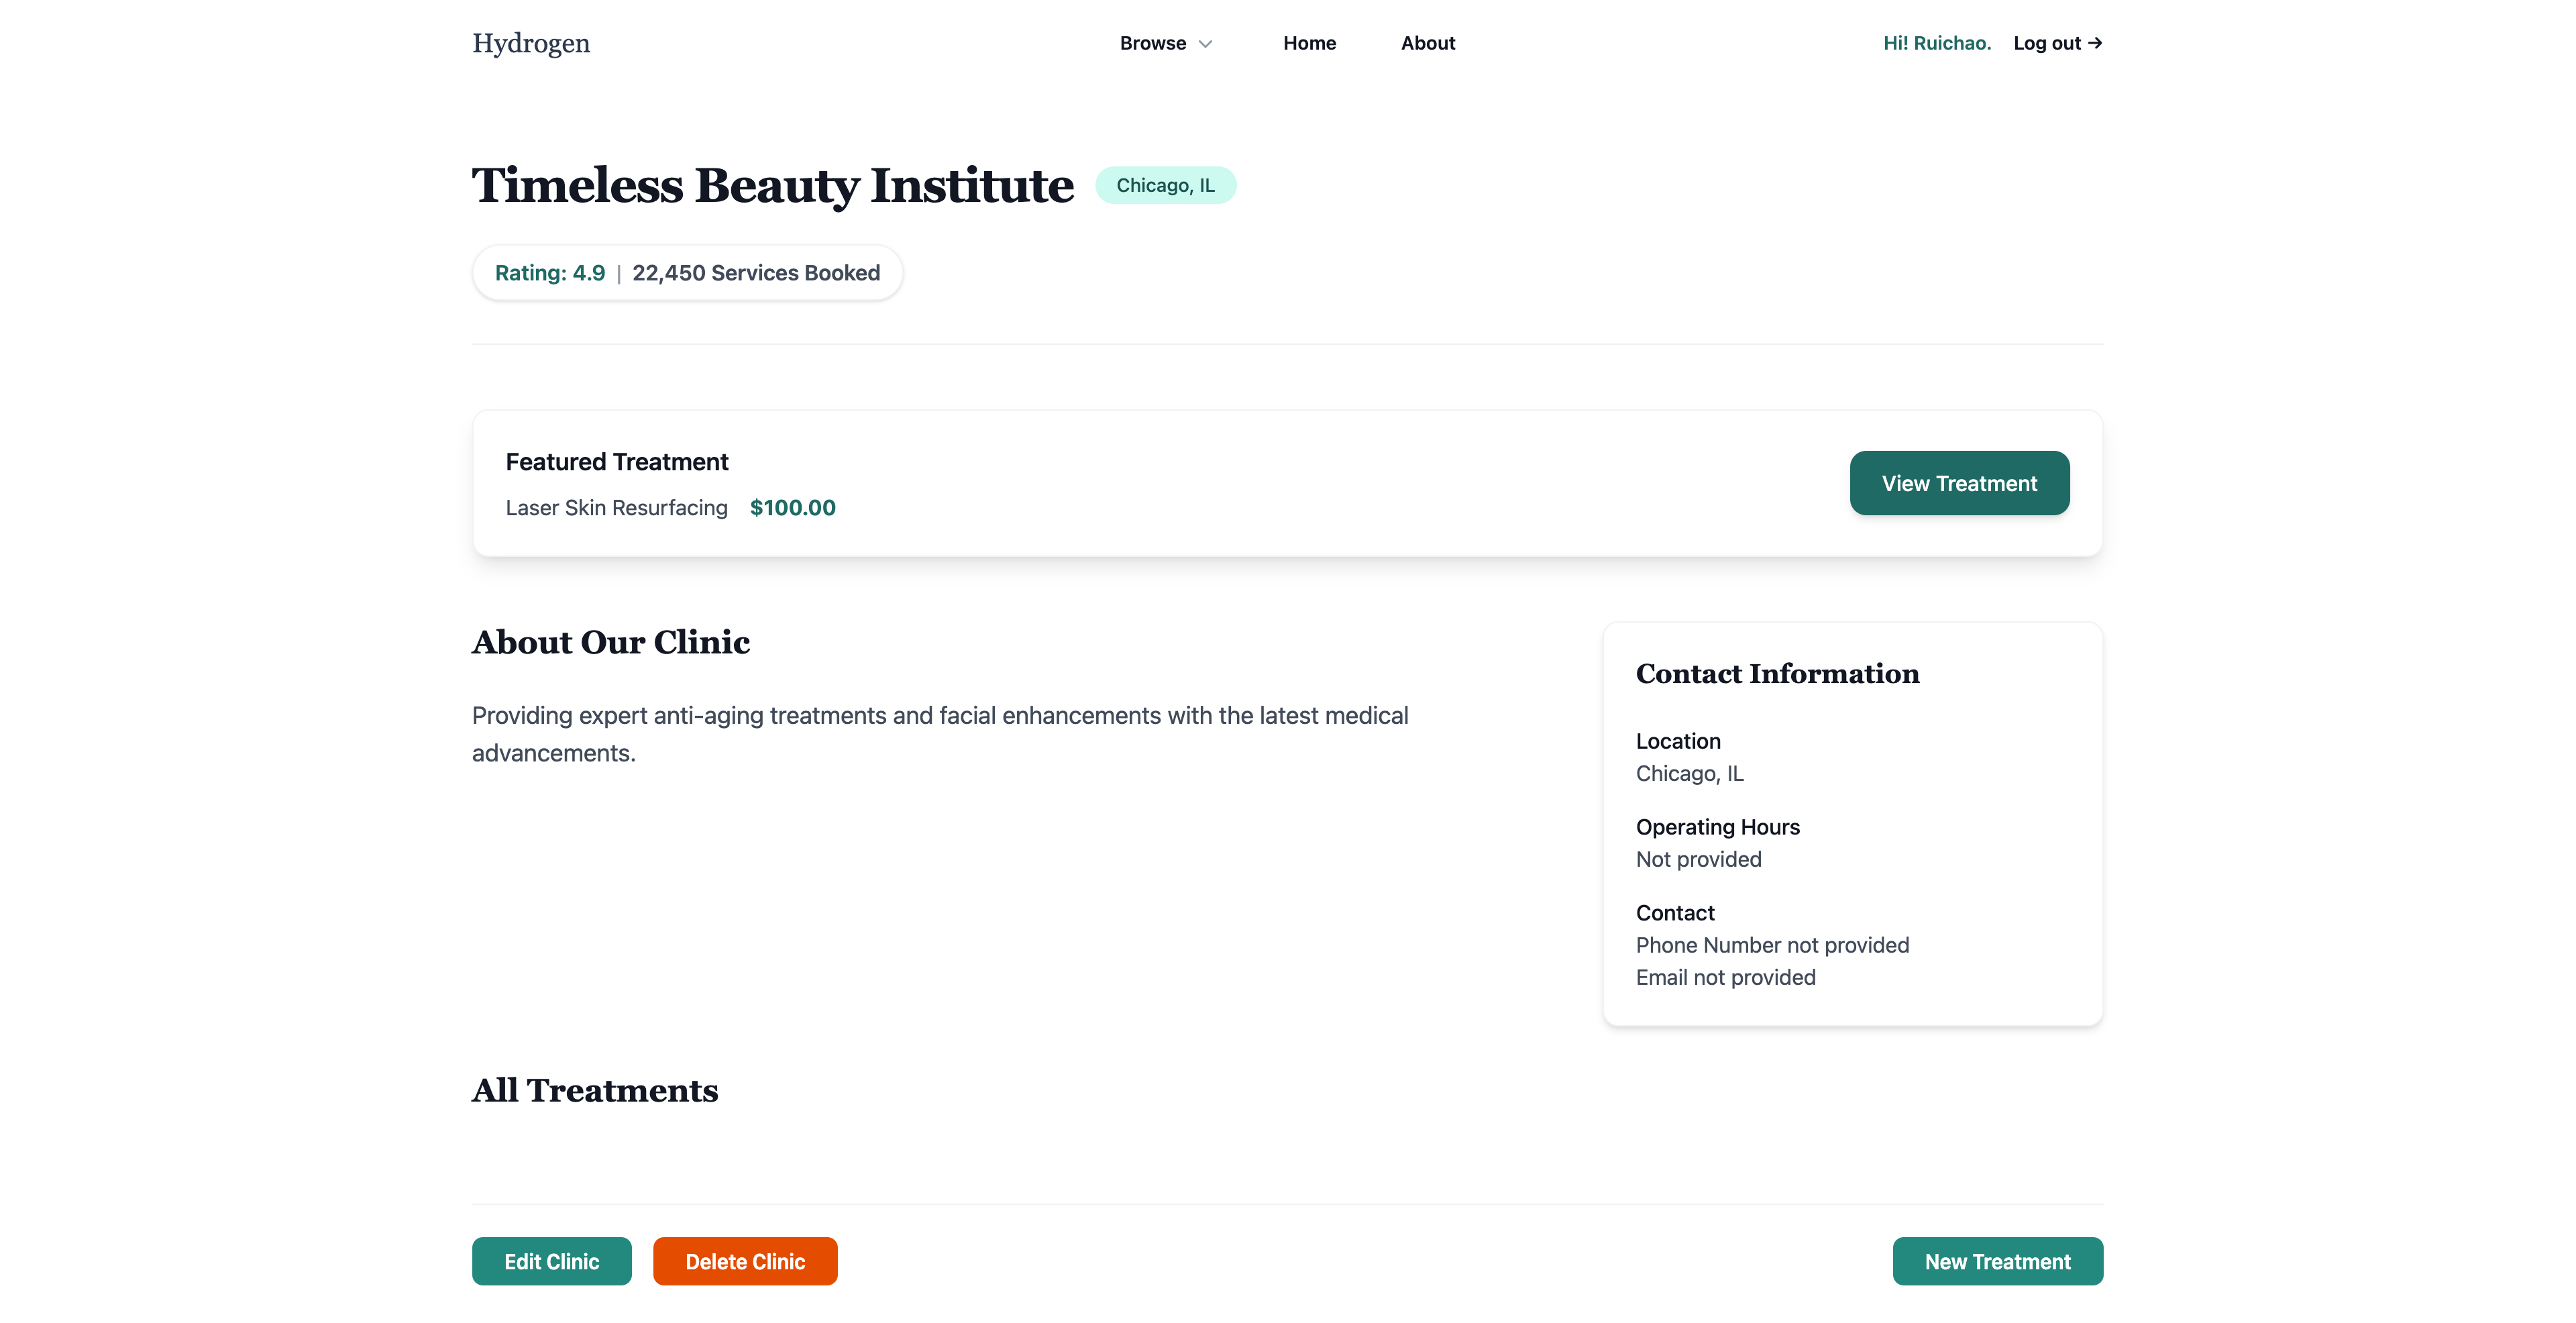 Hydrogen
Browse
Home
About
Hi! Ruichao.
Log out →
Timeless Beauty Institute
Chicago, IL
Rating: 4.9 | 22,450 Services Booked
Featured Treatment
Laser Skin Resurfacing $100.00
View Treatment
About Our Clinic
Providing expert anti-aging treatments and facial enhancements with the latest medical
advancements.
Contact Information
Location
Chicago, IL
Operating Hours
Not provided
Contact
Phone Number not provided
Email not provided
All Treatments
Edit Clinic
Delete Clinic
New Treatment